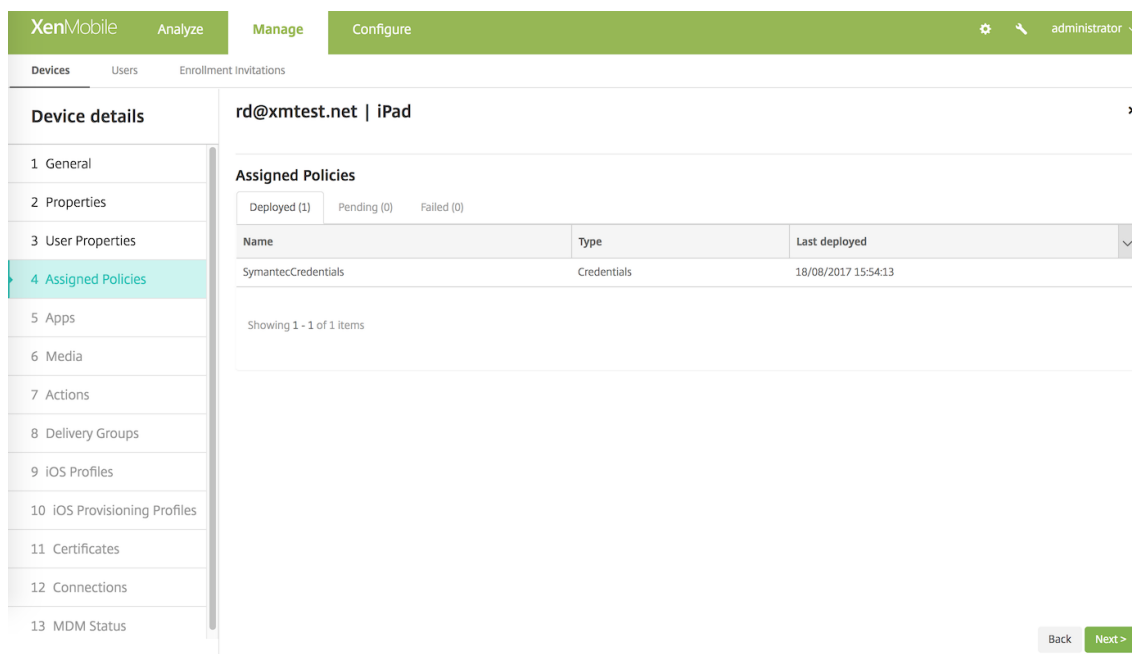 XenMobile Analyze Manage Configure administrator
Devices Users Enrollment Invitations
Device details
1 General
2 Properties
3 User Properties
4 Assigned Policies
5 Apps
6 Media
7 Actions
8 Delivery Groups
9 iOS Profiles
10 iOS Provisioning Profiles
11 Certificates
12 Connections
13 MDM Status
rd@xmtest.net | iPad
Assigned Policies
Deployed (1) Pending (0) Failed (0)
Name Type Last deployed
SymantecCredentials Credentials 18/08/2017 15:54:13
Showing 1 - 1 of 1 items
Back Next >